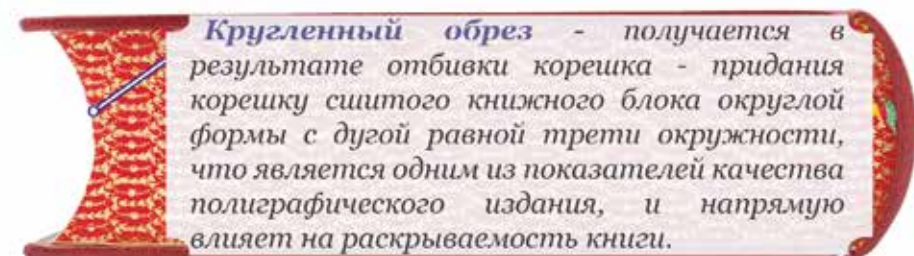 Кругленный обрез - получается в
результате отбивки корешка - придания
корешку сшитого книжного блока округлой
формы с дугой равной трети окружности,
что является одним из показателей качества
полиграфического издания, и напрямую
влияет на раскрываемость книги.